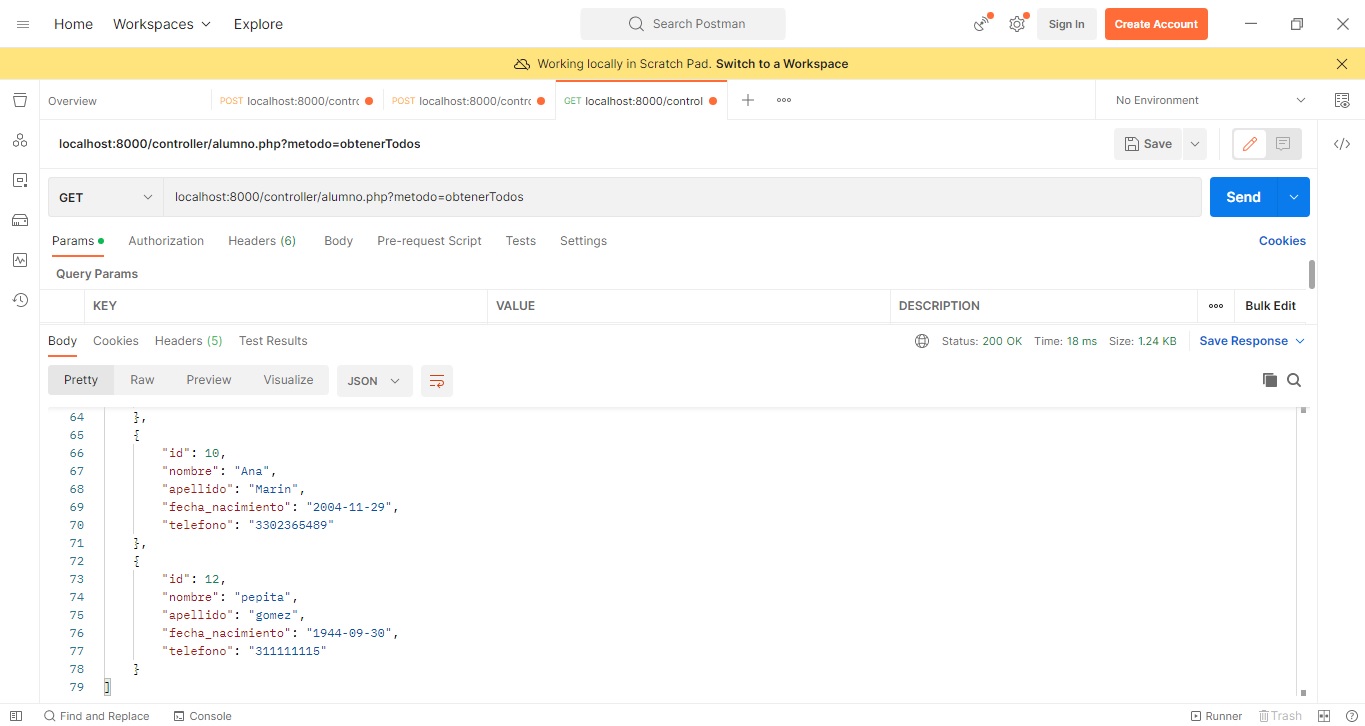 Home Workspaces Explore Search Postman Sign In Create Account
Working locally in Scratch Pad. Switch to a Workspace
Overview POST localhost:8000/contrc POST localhost:8000/contrc GET localhost:8000/control No Environment
localhost:8000/controller/alumno.php?metodo=obtenerTodos Save
GET localhost:8000/controller/alumno.php?metodo=obtenerTodos Send
Params Authorization Headers (6) Body Pre-request Script Tests Settings Cookies
Query Params
KEY VALUE DESCRIPTION Bulk Edit
Body Cookies Headers (5) Test Results Status: 200 OK Time: 18 ms Size: 1.24 KB Save Response
Pretty Raw Preview Visualize JSON
64 },
65 {
66 "id": 10,
67 "nombre": "Ana",
68 "apellido": "Marin",
69 "fecha_nacimiento": "2004-11-29",
70 "telefono": "3302365489"
71 },
72 {
73 "id": 12,
74 "nombre": "pepita",
75 "apellido": "gomez",
76 "fecha_nacimiento": "1944-09-30",
77 "telefono": "311111115"
78 }
79 ]
Find and Replace Console Runner Trash